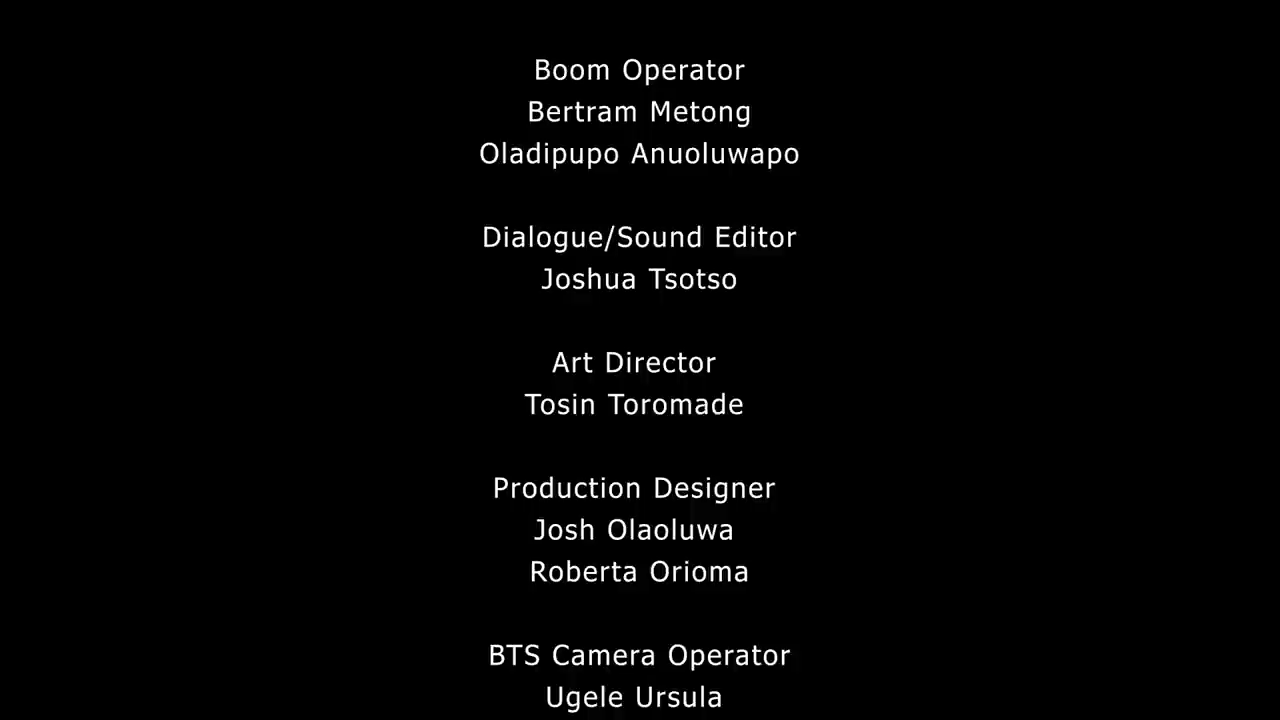 Boom Operator
Bertram Metong
Oladipupo Anuoluwapo
Dialogue/Sound Editor
Joshua Tsotso
Art Director
Tosin Toromade
Production Designer
Josh Olaoluwa
Roberta Orioma
BTS Camera Operator
Ugele Ursula